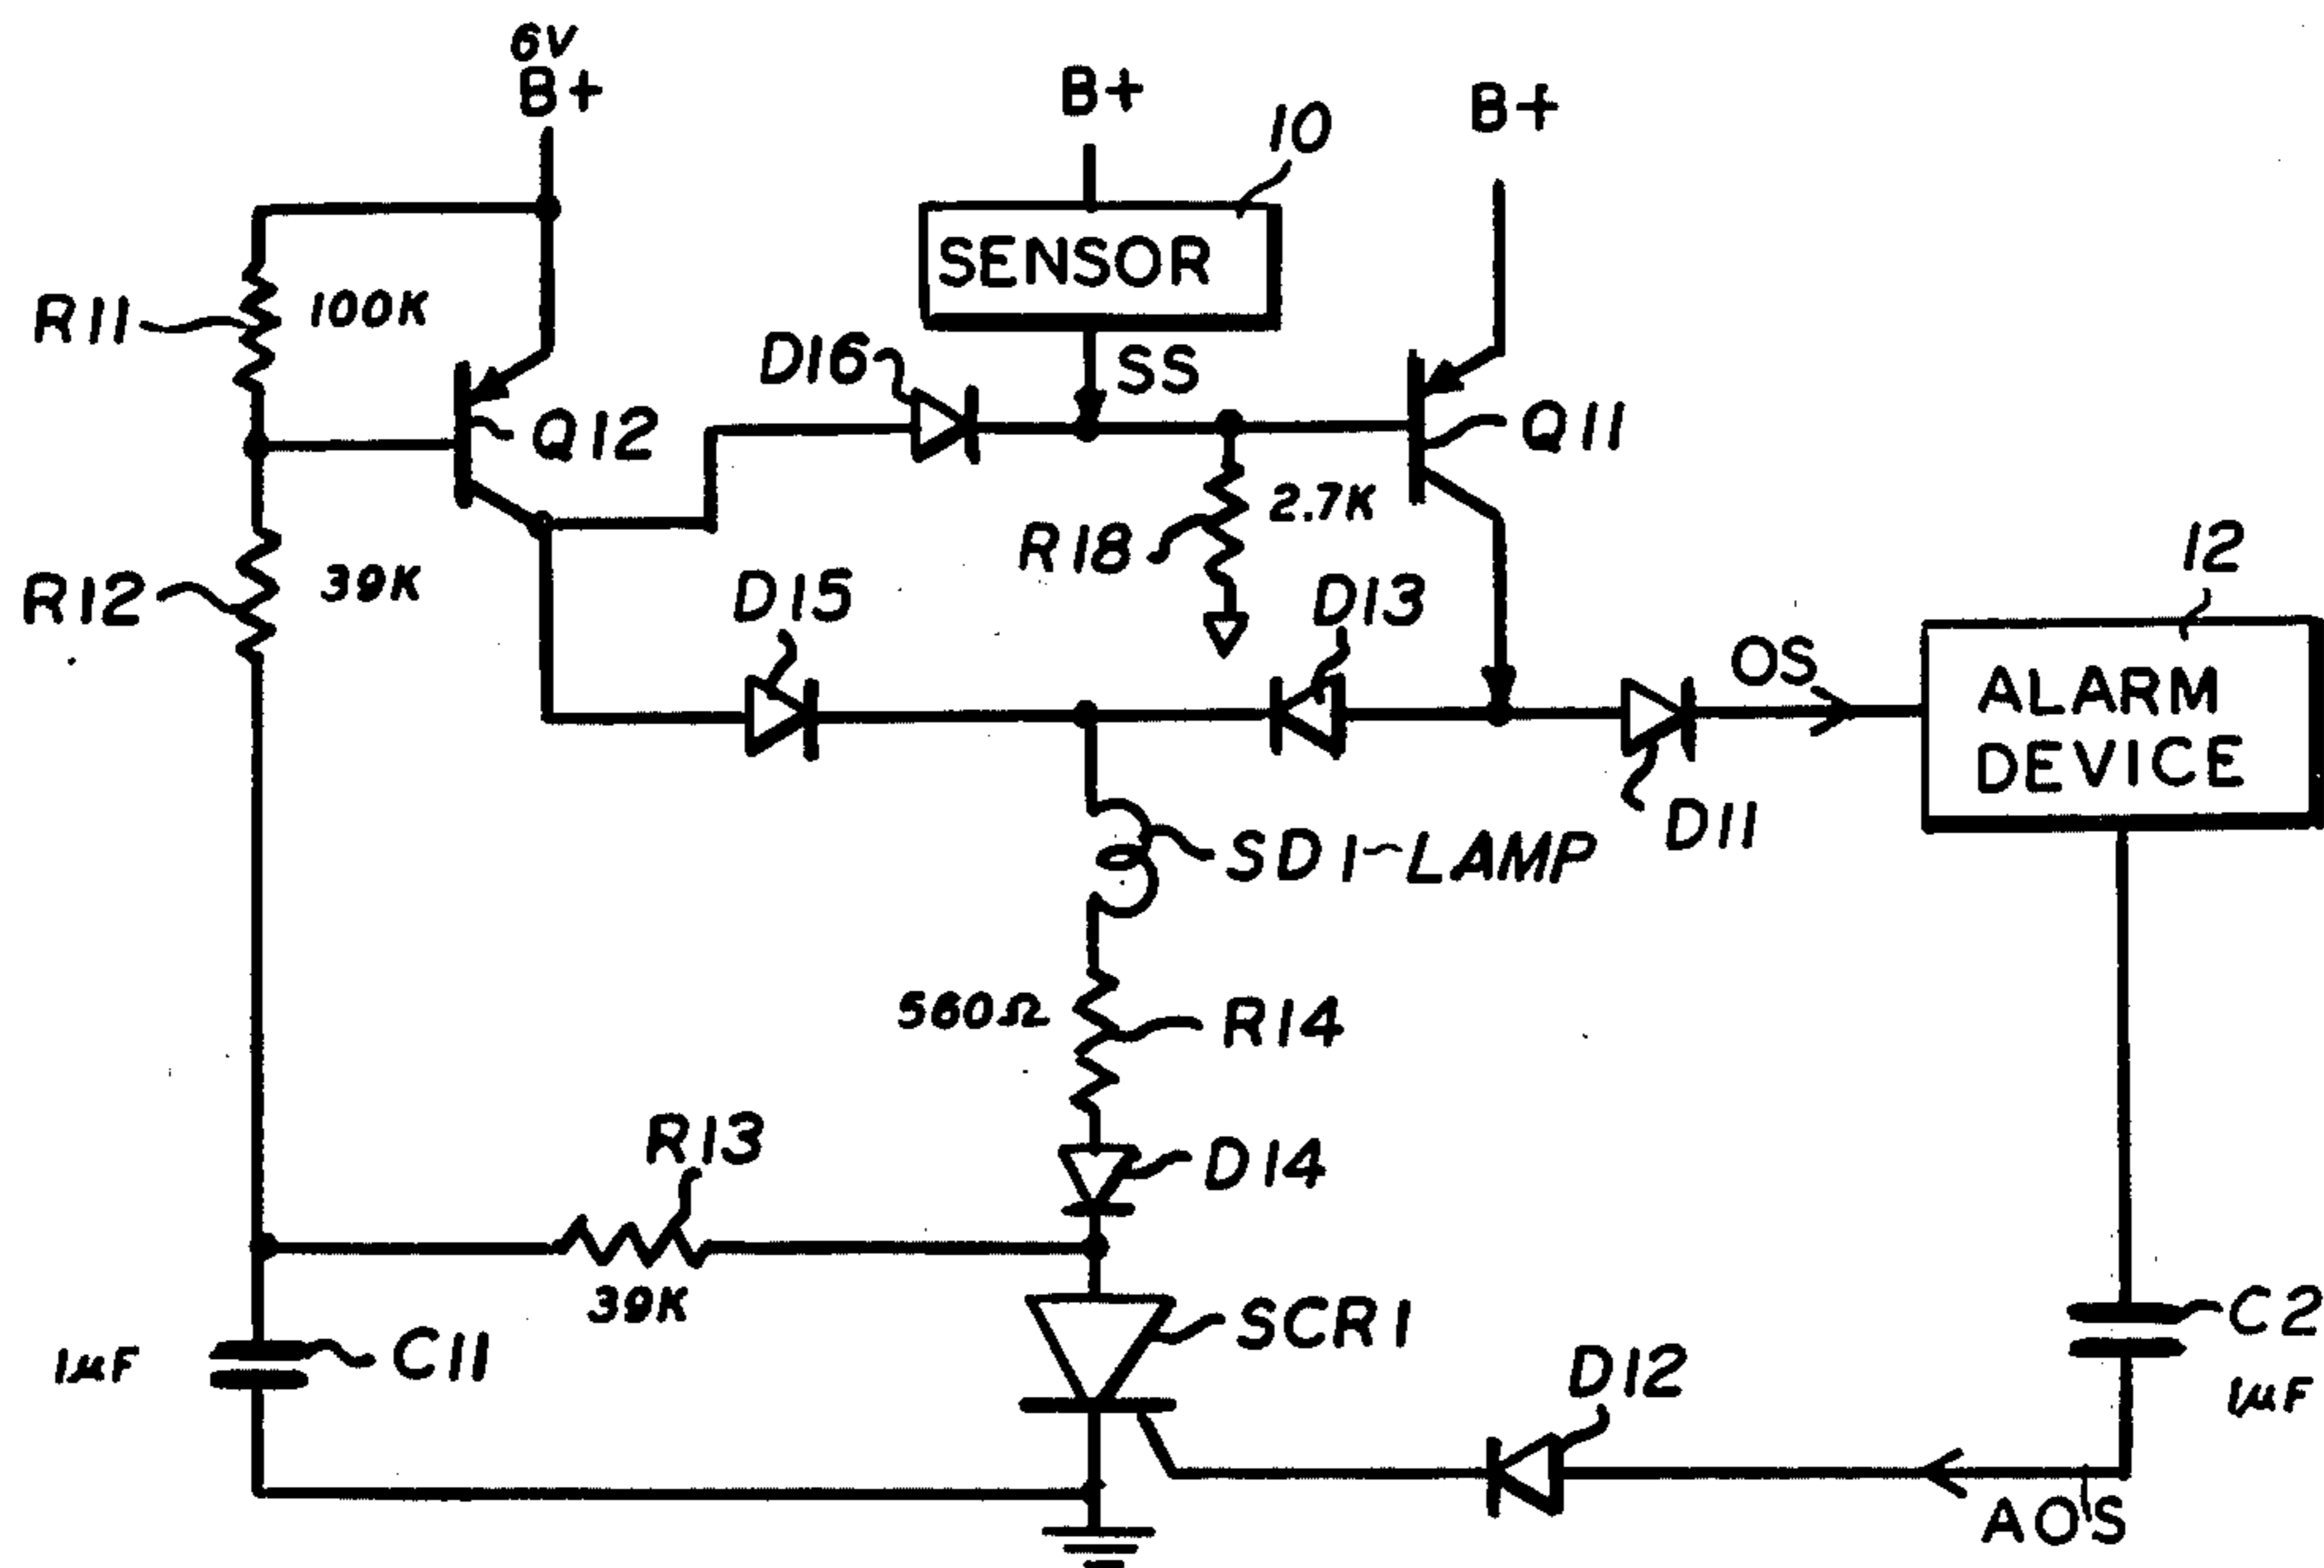 6V
B+
B+
B+
10
SENSOR
R11
100K
D16
SS
Q12
Q11
2.7K
R18
12
R12
39K
D15
D13
OS
ALARM
DEVICE
D11
SD1~LAMP
560Ω
R14
R13
D14
39K
SCR1
C2
C11
1µF
D12
1µF
AOS